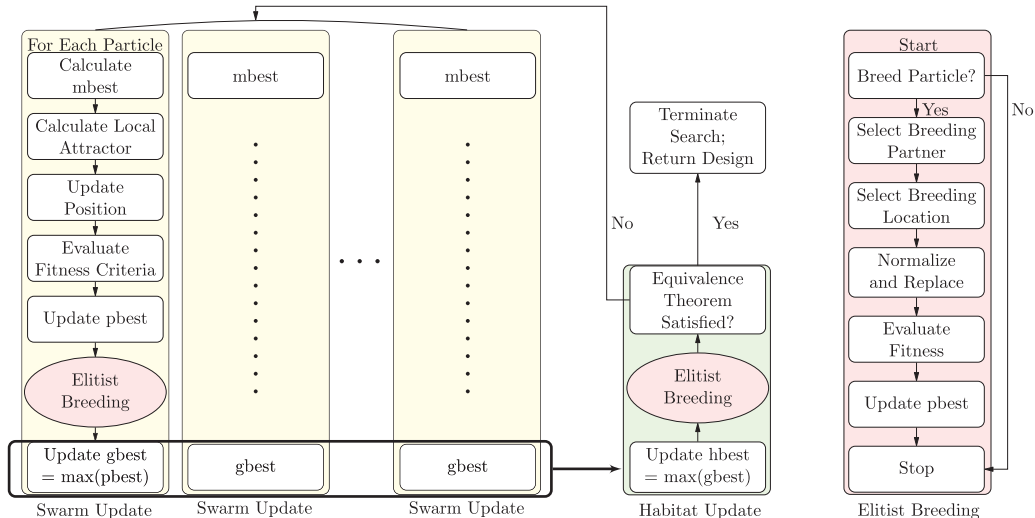 For Each Particle
Calculate
mbest
Calculate Local
Attractor
Update
Position
Evaluate
Fitness Criteria
Update pbest
Elitist
Breeding
Update gbest
= max(pbest)
Swarm Update
mbest
gbest
Swarm Update
mbest
gbest
Swarm Update
Terminate
Search;
Return Design
No
Yes
Equivalence
Theorem
Satisfied?
Elitist
Breeding
Update hbest
= max(gbest)
Habitat Update
Start
Breed Particle?
Yes
No
Select Breeding
Partner
Select Breeding
Location
Normalize
and Replace
Evaluate
Fitness
Update pbest
Stop
Elitist Breeding